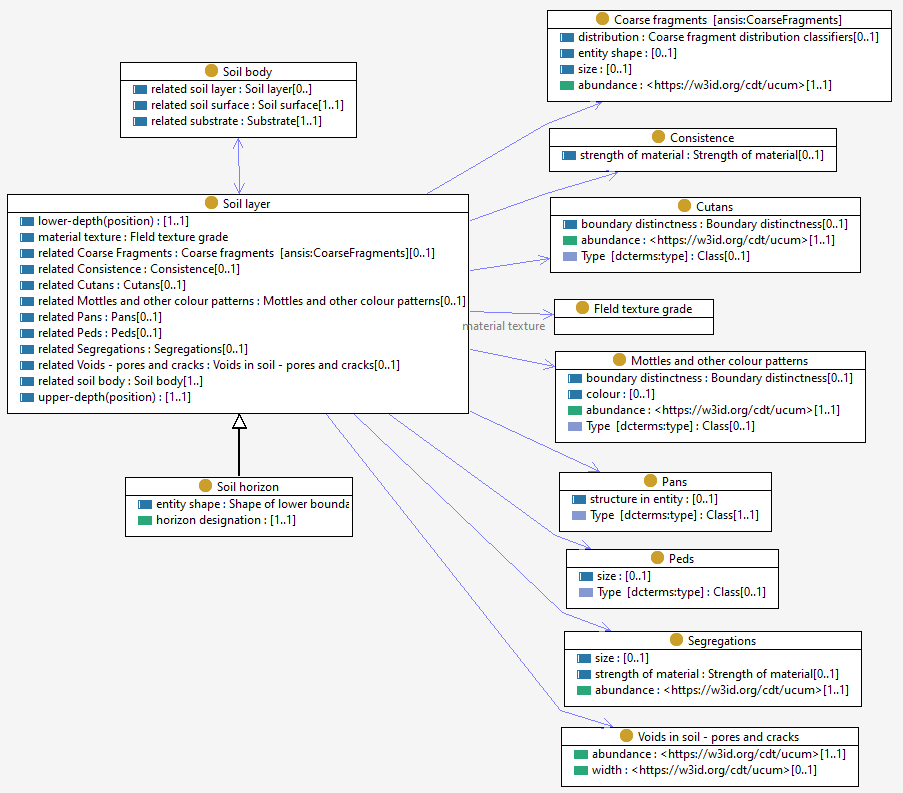 Soil body
related soil layer : Soil layer[0..]
related soil surface : Soil surface[1..1]
related substrate : Substrate[1..1]
Soil layer
lower-depth(position) : [1..1]
material texture : FIeld texture grade
related Coarse Fragments : Coarse fragments [ansis:CoarseFragments][0..1]
related Consistence : Consistence[0..1]
related Cutans : Cutans[0..1]
related Mottles and other colour patterns : Mottles and other colour patterns[0..1]
related Pans : Pans[0..1]
related Peds : Peds[0..1]
related Segregations : Segregations[0..1]
related Voids - pores and cracks : Voids in soil - pores and cracks[0..1]
related soil body : Soil body[1..]
upper-depth(position) : [1..1]
Soil horizon
entity shape : Shape of lower bounda
horizon designation : [1..1]
Coarse fragments [ansis:CoarseFragments]
distribution : Coarse fragment distribution classifiers[0..1]
entity shape : [0..1]
size : [0..1]
abundance : <https://w3id.org/cdt/ucum>[1..1]
Consistence
strength of material : Strength of material[0..1]
Cutans
boundary distinctness : Boundary distinctness[0..1]
abundance : <https://w3id.org/cdt/ucum>[1..1]
Type [dcterms:type] : Class[0..1]
material texture
FIeld texture grade
Mottles and other colour patterns
boundary distinctness : Boundary distinctness[0..1]
colour : [0..1]
abundance : <https://w3id.org/cdt/ucum>[1..1]
Type [dcterms:type] : Class[0..1]
Pans
structure in entity : [0..1]
Type [dcterms:type] : Class[1..1]
Peds
size : [0..1]
Type [dcterms:type] : Class[0..1]
Segregations
size : [0..1]
strength of material : Strength of material[0..1]
abundance : <https://w3id.org/cdt/ucum>[1..1]
Voids in soil - pores and cracks
abundance : <https://w3id.org/cdt/ucum>[1..1]
width : <https://w3id.org/cdt/ucum>[0..1]